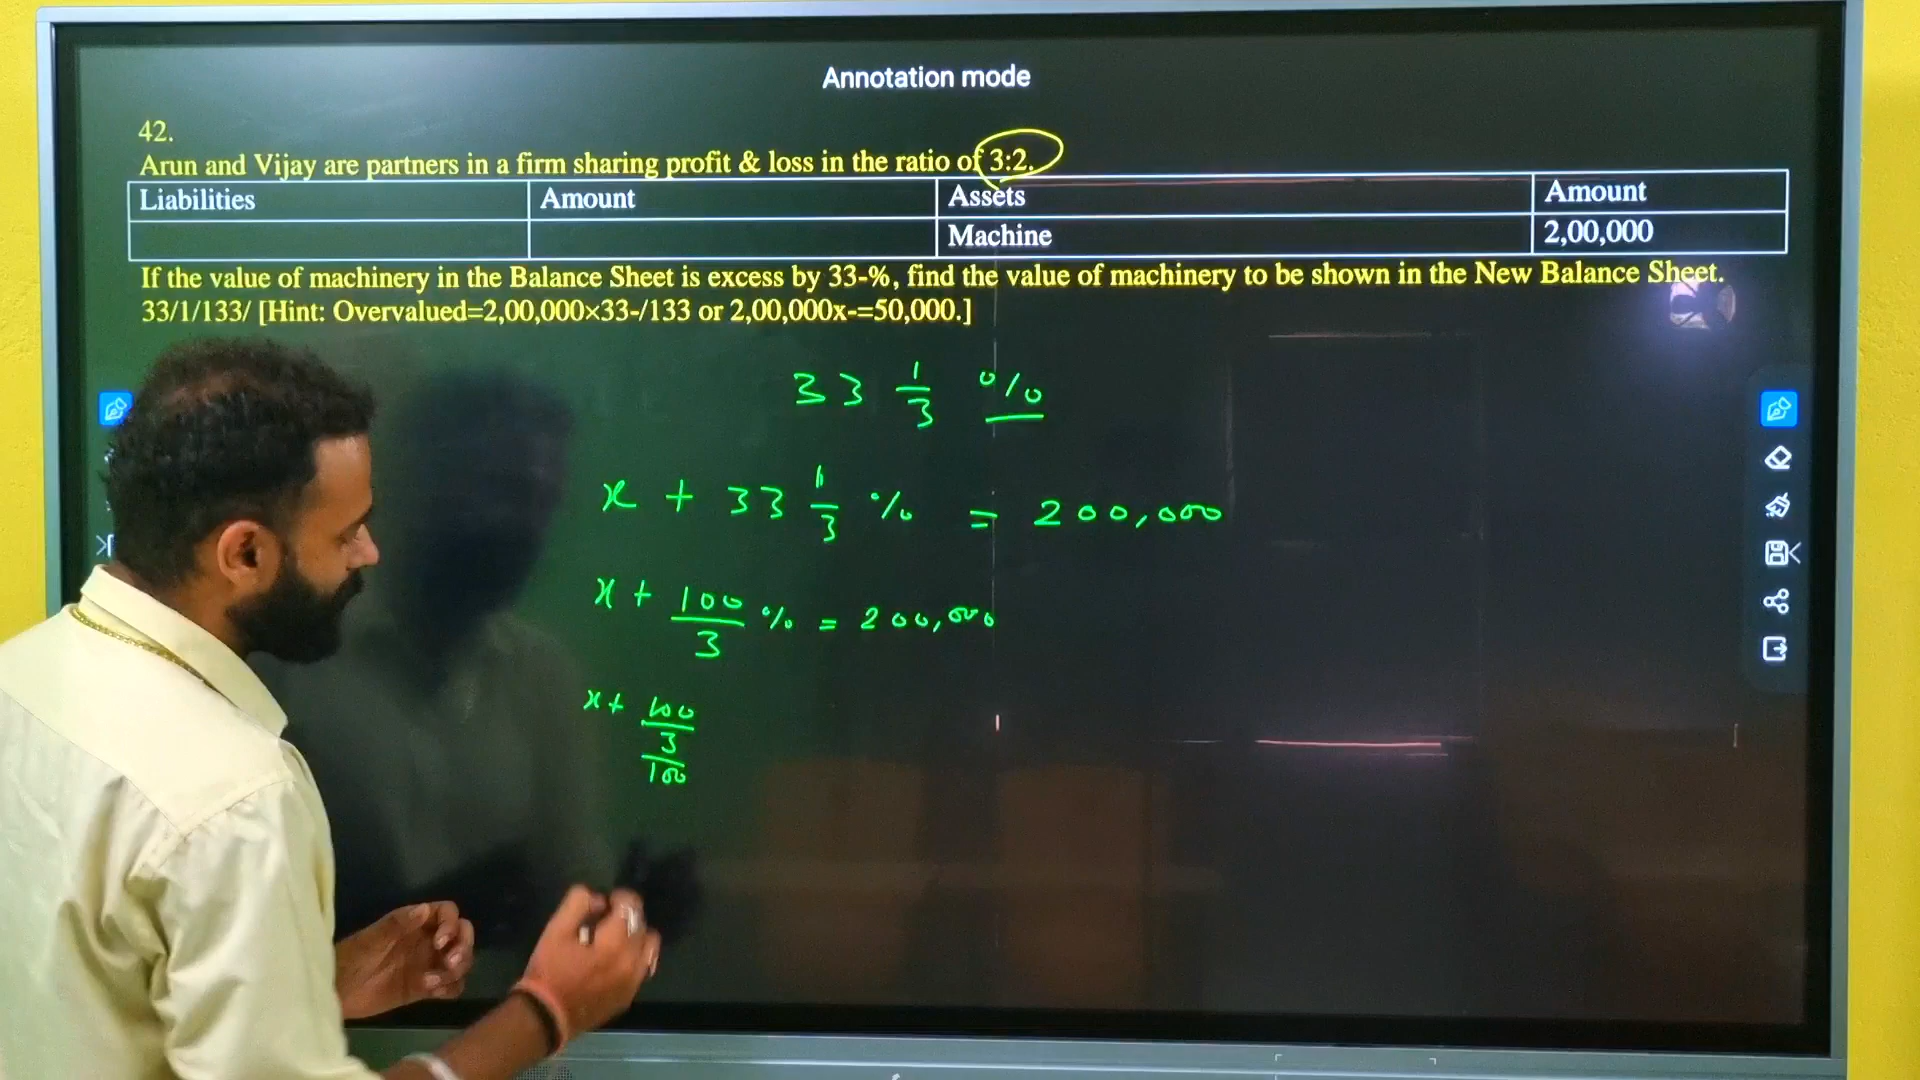 Annotation mode
42.
Arun and Vijay are partners in a firm sharing profit & loss in the ratio of 3:2.
Liabilities Amount Assets Amount
Machine 2,00,000
If the value of machinery in the Balance Sheet is excess by 33-%, find the value of machinery to be shown in the New Balance Sheet.
33/1/133/ [Hint: Overvalued=2,00,000×33-/133 or 2,00,000x-=50,000.]
33 1/3 %
x + 33 1/3 % = 200,000
x + 100/3 % = 200,000
x + 100/3/100